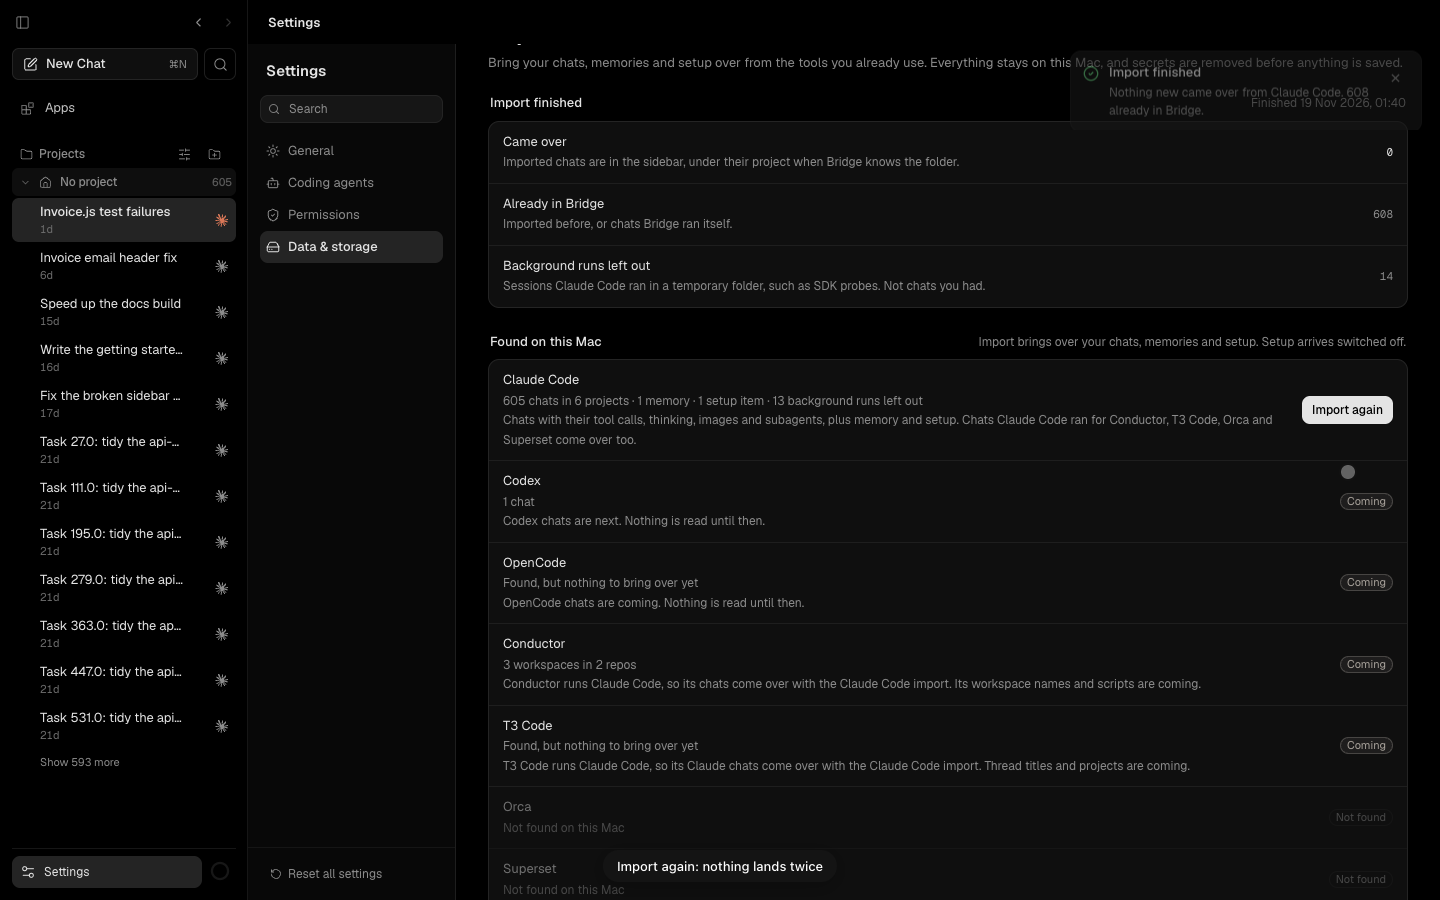 Settings
New Chat
⌘N
Apps
Projects
No project
605
Invoice.js test failures
1d
Invoice email header fix
6d
Speed up the docs build
15d
Write the getting starte...
16d
Fix the broken sidebar ...
17d
Task 27.0: tidy the api-...
21d
Task 111.0: tidy the api-...
21d
Task 195.0: tidy the api...
21d
Task 279.0: tidy the api...
21d
Task 363.0: tidy the ap...
21d
Task 447.0: tidy the api...
21d
Task 531.0: tidy the api...
21d
Show 593 more
Settings
Settings
Search
General
Coding agents
Permissions
Data & storage
Reset all settings
Bring your chats, memories and setup over from the tools you already use. Everything stays on this Mac, and secrets are removed before anything is saved.
Import finished
Nothing new came over from Claude Code. 608
already in Bridge.
Import finished
Finished 19 Nov 2026, 01:40
Came over
Imported chats are in the sidebar, under their project when Bridge knows the folder.
0
Already in Bridge
Imported before, or chats Bridge ran itself.
608
Background runs left out
Sessions Claude Code ran in a temporary folder, such as SDK probes. Not chats you had.
14
Found on this Mac
Import brings over your chats, memories and setup. Setup arrives switched off.
Claude Code
605 chats in 6 projects · 1 memory · 1 setup item · 13 background runs left out
Chats with their tool calls, thinking, images and subagents, plus memory and setup. Chats Claude Code ran for Conductor, T3 Code, Orca and
Superset come over too.
Import again
Codex
1 chat
Codex chats are next. Nothing is read until then.
Coming
OpenCode
Found, but nothing to bring over yet
OpenCode chats are coming. Nothing is read until then.
Coming
Conductor
3 workspaces in 2 repos
Conductor runs Claude Code, so its chats come over with the Claude Code import. Its workspace names and scripts are coming.
Coming
T3 Code
Found, but nothing to bring over yet
T3 Code runs Claude Code, so its Claude chats come over with the Claude Code import. Thread titles and projects are coming.
Coming
Orca
Not found on this Mac
Not found
Superset
Not found on this Mac
Not found
Import again: nothing lands twice